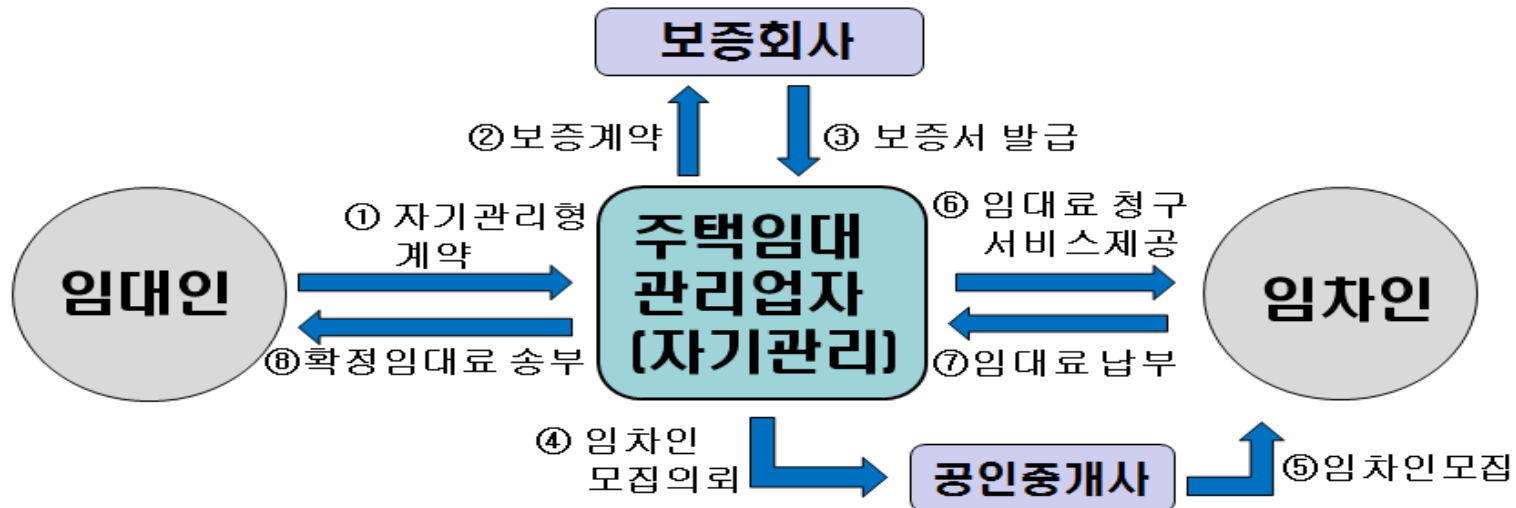 보증회사
②보증계약
③ 보증서 발급
① 자기관리형
계약
주택임대
관리업자
(자기관리)
⑥ 임대료 청구
서비스제공
임대인
임차인
⑧확정임대료 송부
⑦임대료 납부
④ 임차인
모집의뢰
공인중개사
⑤임차인모집